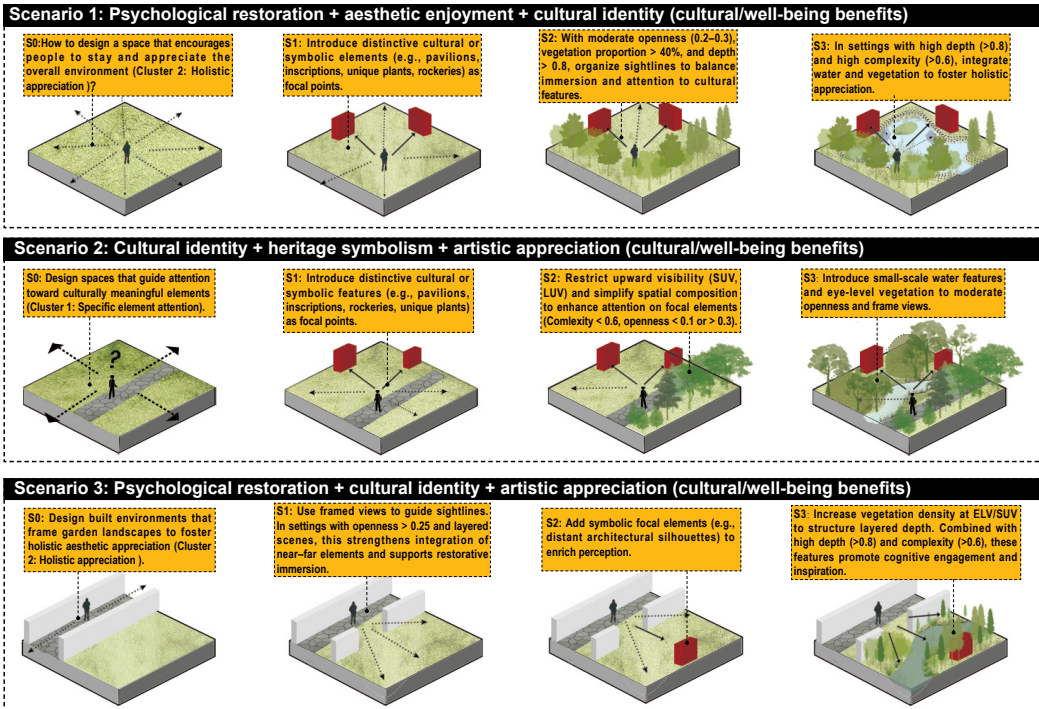 Scenario 1: Psychological restoration + aesthetic enjoyment + cultural identity (cultural/well-being benefits)
S0:How to design a space that encourages
people to stay and appreciate the
overall environment (Cluster 2: Holistic
appreciation )?
S1: Introduce distinctive cultural or
symbolic elements (e.g., pavilions,
inscriptions, unique plants, rockeries) as
focal points.
S2: With moderate openness (0.2–0.3),
vegetation proportion > 40%, and depth
> 0.8, organize sightlines to balance
immersion and attention to cultural
features.
S3: In settings with high depth (>0.8)
and high complexity (>0.6), integrate
water and vegetation to foster holistic
appreciation.
Scenario 2: Cultural identity + heritage symbolism + artistic appreciation (cultural/well-being benefits)
S0: Design spaces that guide attention
toward culturally meaningful elements
(Cluster 1: Specific element attention).
?
S1: Introduce distinctive cultural or
symbolic features (e.g., pavilions,
inscriptions, rockeries, unique plants)
as focal points.
S2: Restrict upward visibility (SUV,
LUV) and simplify spatial composition
to enhance attention on focal elements
(Comlexity < 0.6, openness < 0.1 or > 0.3).
S3: Introduce small-scale water features
and eye-level vegetation to moderate
openness and frame views.
Scenario 3: Psychological restoration + cultural identity + artistic appreciation (cultural/well-being benefits)
S0: Design built environments that
frame garden landscapes to foster
holistic aesthetic appreciation (Cluster
2: Holistic appreciation ).
S1: Use framed views to guide sightlines.
In settings with openness > 0.25 and layered
scenes, this strengthens integration of
near–far elements and supports restorative
immersion.
S2: Add symbolic focal elements (e.g.,
distant architectural silhouettes) to
enrich perception.
S3: Increase vegetation density at ELV/SUV
to structure layered depth. Combined with
high depth (>0.8) and complexity (>0.6), these
features promote cognitive engagement and
inspiration.